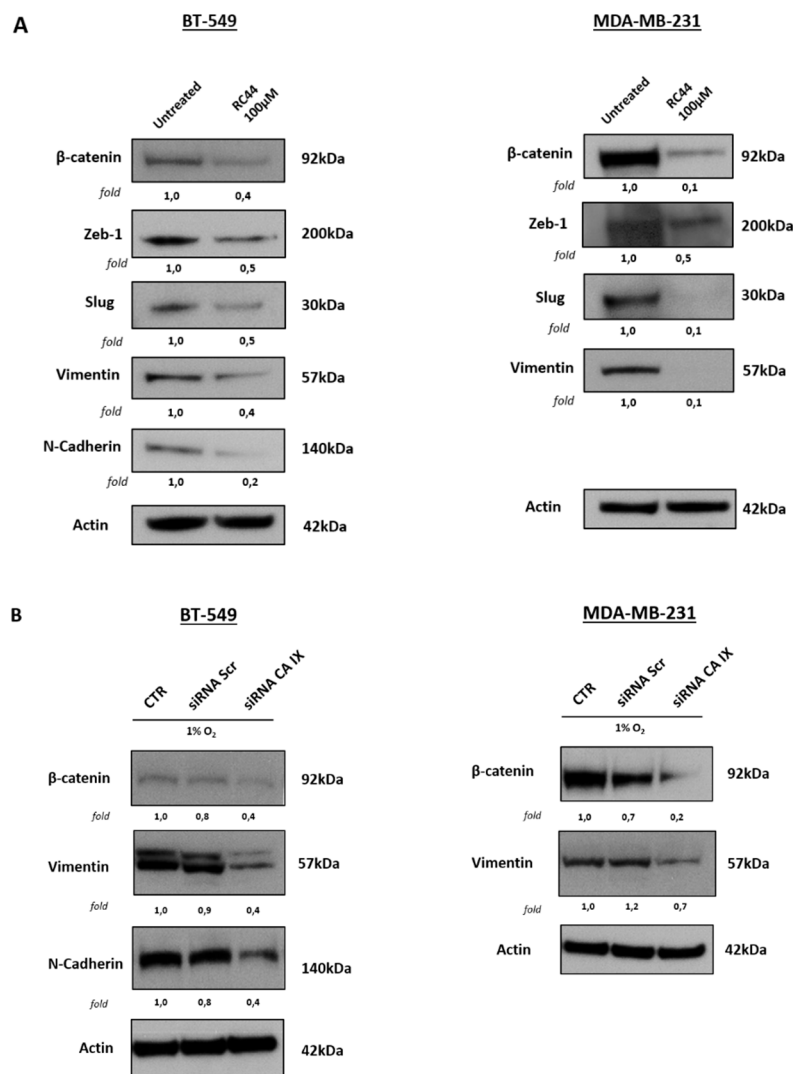 A
BT-549
Untreated
RC44
100µM
β-catenin
92kDa
fold
1,0
0,4
Zeb-1
200kDa
fold
1,0
0,5
Slug
30kDa
fold
1,0
0,5
Vimentin
57kDa
fold
1,0
0,4
N-Cadherin
140kDa
fold
1,0
0,2
Actin
42kDa
MDA-MB-231
Untreated
RC44
100µM
β-catenin
92kDa
fold
1,0
0,1
Zeb-1
200kDa
fold
1,0
0,5
Slug
30kDa
fold
1,0
0,1
Vimentin
57kDa
fold
1,0
0,1
Actin
42kDa
B
BT-549
CTR
siRNA Scr
siRNA CA IX
1% O₂
β-catenin
92kDa
fold
1,0
0,8
0,4
Vimentin
57kDa
fold
1,0
0,9
0,4
N-Cadherin
140kDa
fold
1,0
0,8
0,4
Actin
42kDa
MDA-MB-231
CTR
siRNA Scr
siRNA CA IX
1% O₂
β-catenin
92kDa
fold
1,0
0,7
0,2
Vimentin
57kDa
fold
1,0
1,2
0,7
Actin
42kDa